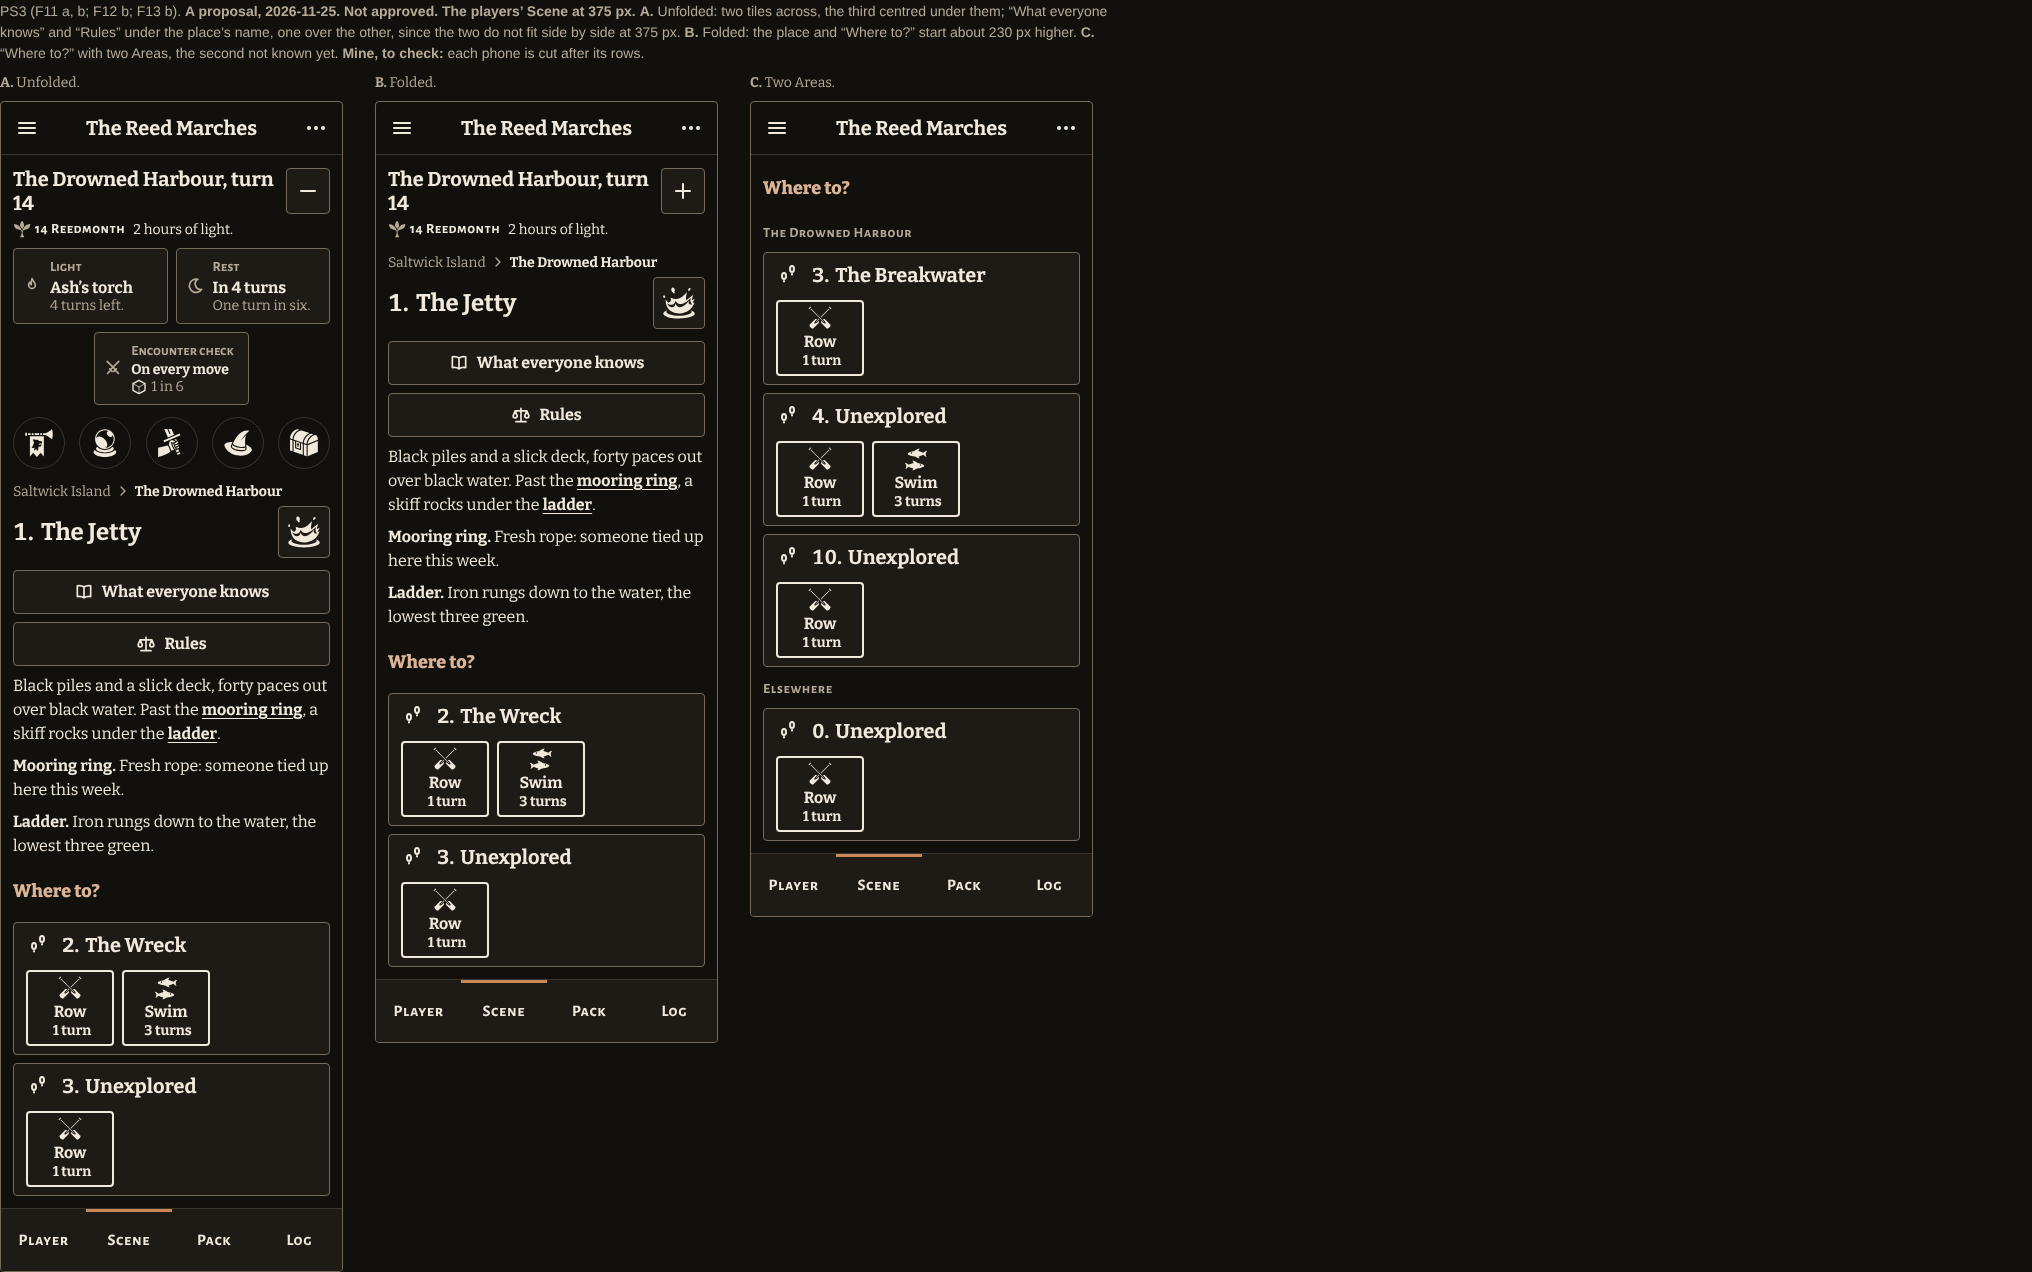 PS3 (F11 a, b; F12 b; F13 b). A proposal, 2026-11-25. Not approved. The players’ Scene at 375 px. A. Unfolded: two tiles across, the third centred under them; “What everyone
knows” and “Rules” under the place’s name, one over the other, since the two do not fit side by side at 375 px. B. Folded: the place and “Where to?” start about 230 px higher. C.
“Where to?” with two Areas, the second not known yet. Mine, to check: each phone is cut after its rows.
A. Unfolded.
The Reed Marches
The Drowned Harbour, turn
14
14 Reedmonth 2 hours of light.
Light
Ash’s torch
4 turns left.
Rest
In 4 turns
One turn in six.
Encounter check
On every move
1 in 6
Saltwick Island > The Drowned Harbour
1. The Jetty
What everyone knows
Rules
Black piles and a slick deck, forty paces out
over black water. Past the mooring ring, a
skiff rocks under the ladder.
Mooring ring. Fresh rope: someone tied up
here this week.
Ladder. Iron rungs down to the water, the
lowest three green.
Where to?
2. The Wreck
Row
1 turn
Swim
3 turns
3. Unexplored
Row
1 turn
Player Scene Pack Log
B. Folded.
The Reed Marches
The Drowned Harbour, turn
14
14 Reedmonth 2 hours of light.
Saltwick Island > The Drowned Harbour
1. The Jetty
What everyone knows
Rules
Black piles and a slick deck, forty paces out
over black water. Past the mooring ring, a
skiff rocks under the ladder.
Mooring ring. Fresh rope: someone tied up
here this week.
Ladder. Iron rungs down to the water, the
lowest three green.
Where to?
2. The Wreck
Row
1 turn
Swim
3 turns
3. Unexplored
Row
1 turn
Player Scene Pack Log
C. Two Areas.
The Reed Marches
Where to?
The Drowned Harbour
3. The Breakwater
Row
1 turn
4. Unexplored
Row
1 turn
Swim
3 turns
10. Unexplored
Row
1 turn
Elsewhere
0. Unexplored
Row
1 turn
Player Scene Pack Log